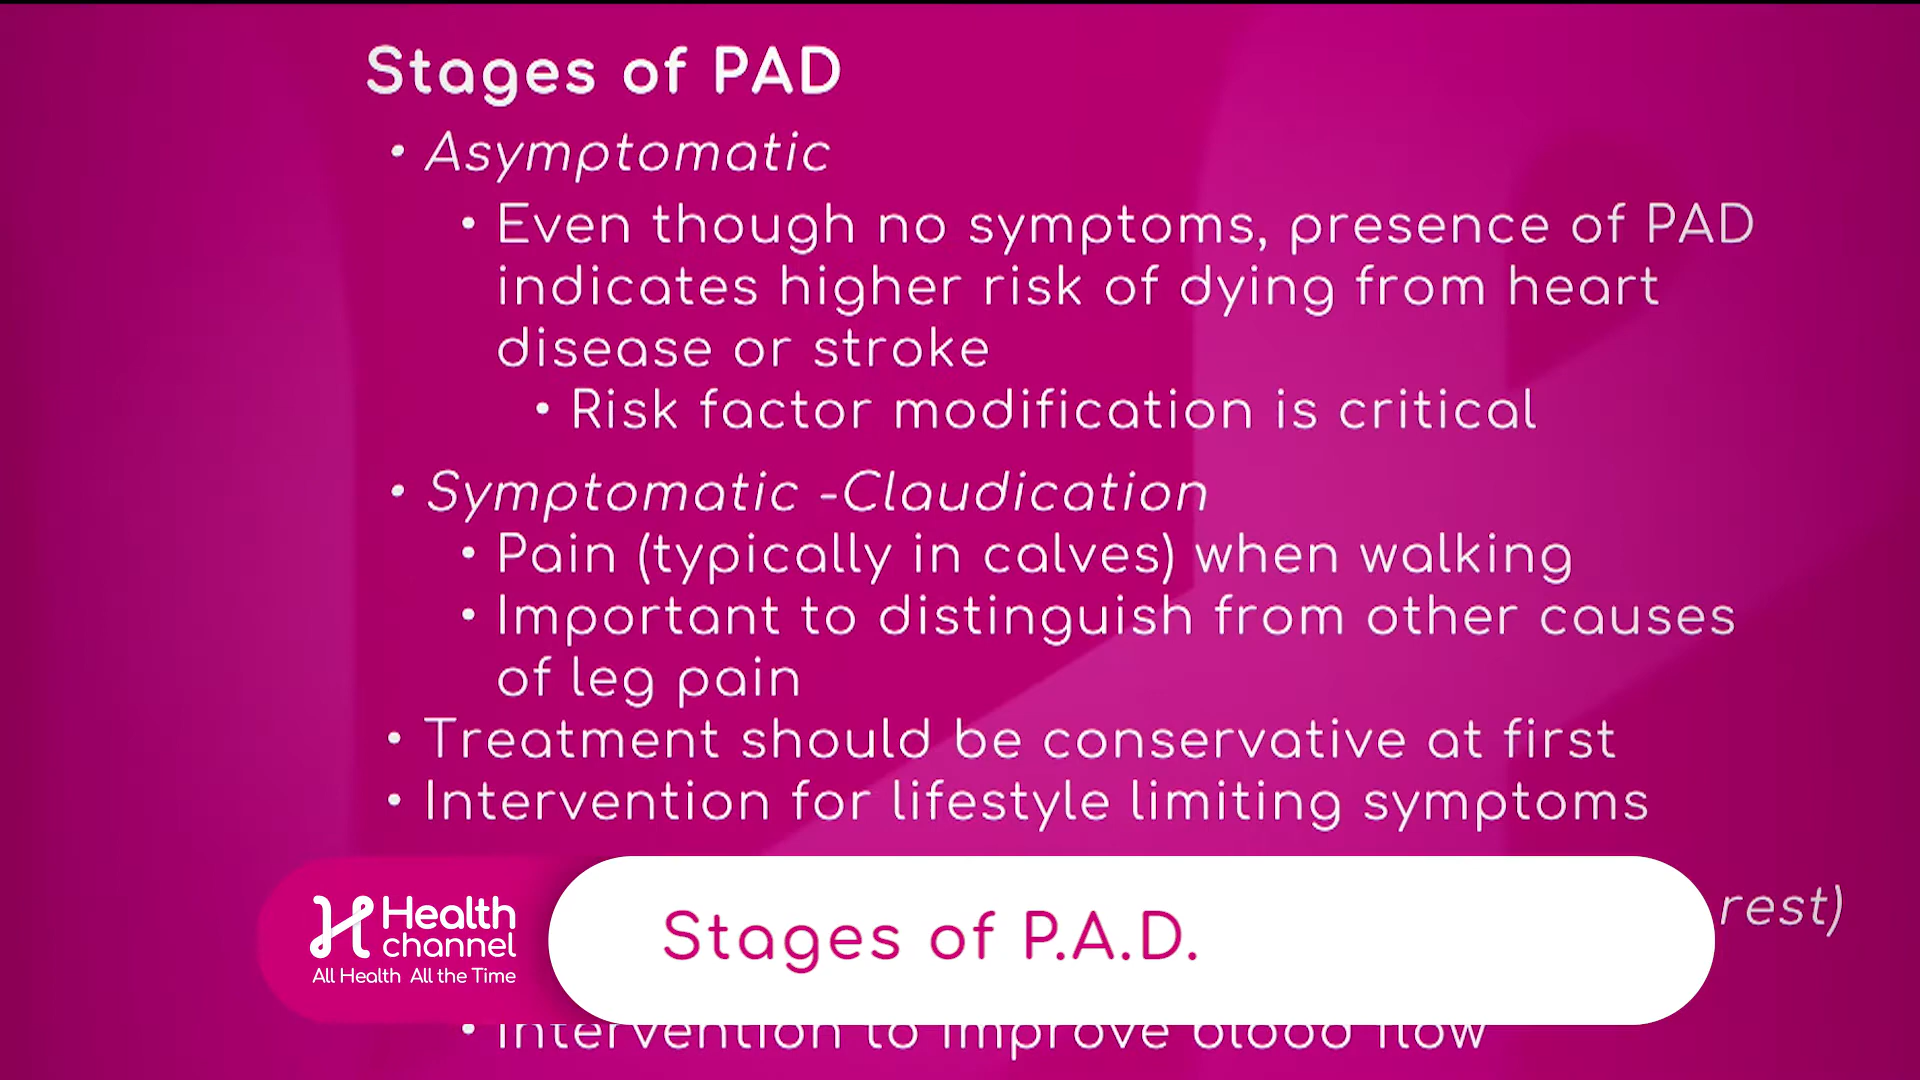 Stages of PAD
• Asymptomatic
• Even though no symptoms, presence of PAD
indicates higher risk of dying from heart
disease or stroke
• Risk factor modification is critical
• Symptomatic -Claudication
• Pain (typically in calves) when walking
• Important to distinguish from other causes
of leg pain
• Treatment should be conservative at first
• Intervention for lifestyle limiting symptoms
rest)
Health
channel
All Health All the Time
Stages of P.A.D.
• Intervention to improve blood flow